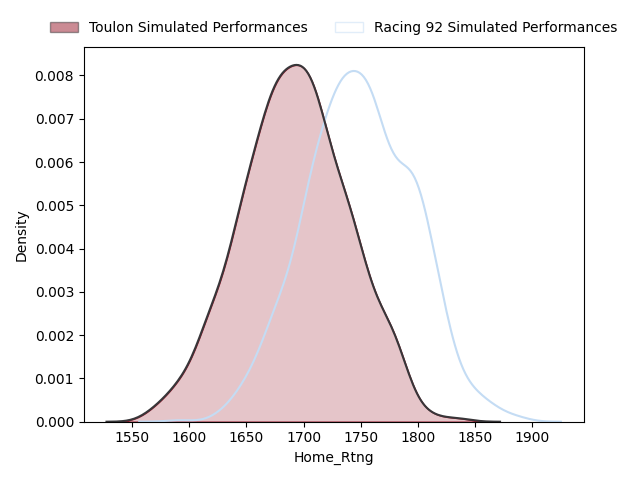 Toulon Simulated Performances
Racing 92 Simulated Performances
0.008
0.007
0.006
0.005
0.004
0.003
0.002
0.001
0.000
Density
1550 1600 1650 1700 1750 1800 1850 1900
Home_Rtng